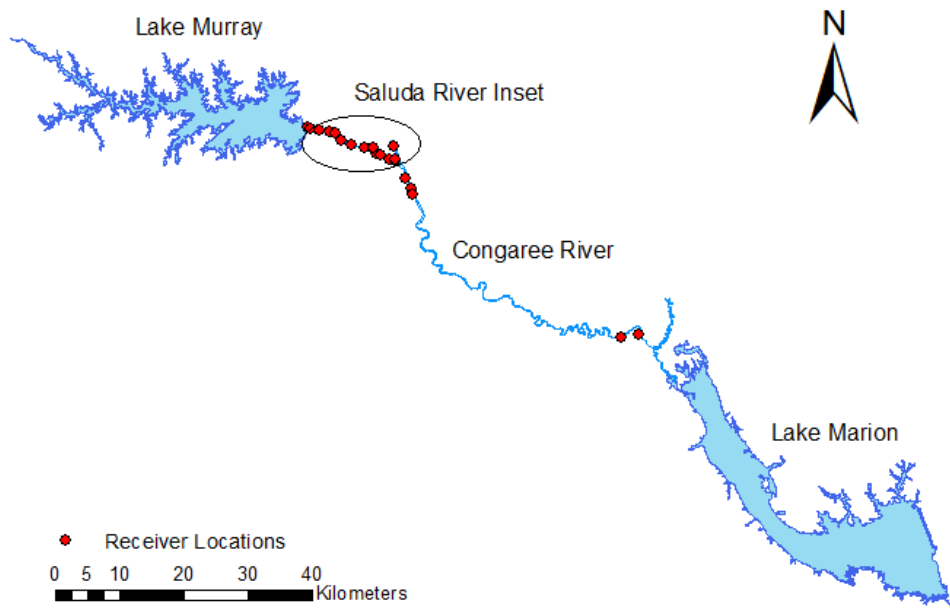 Lake Murray
N
Saluda River Inset
Congaree River
Lake Marion
Receiver Locations
0 5 10 20 30 40
Kilometers